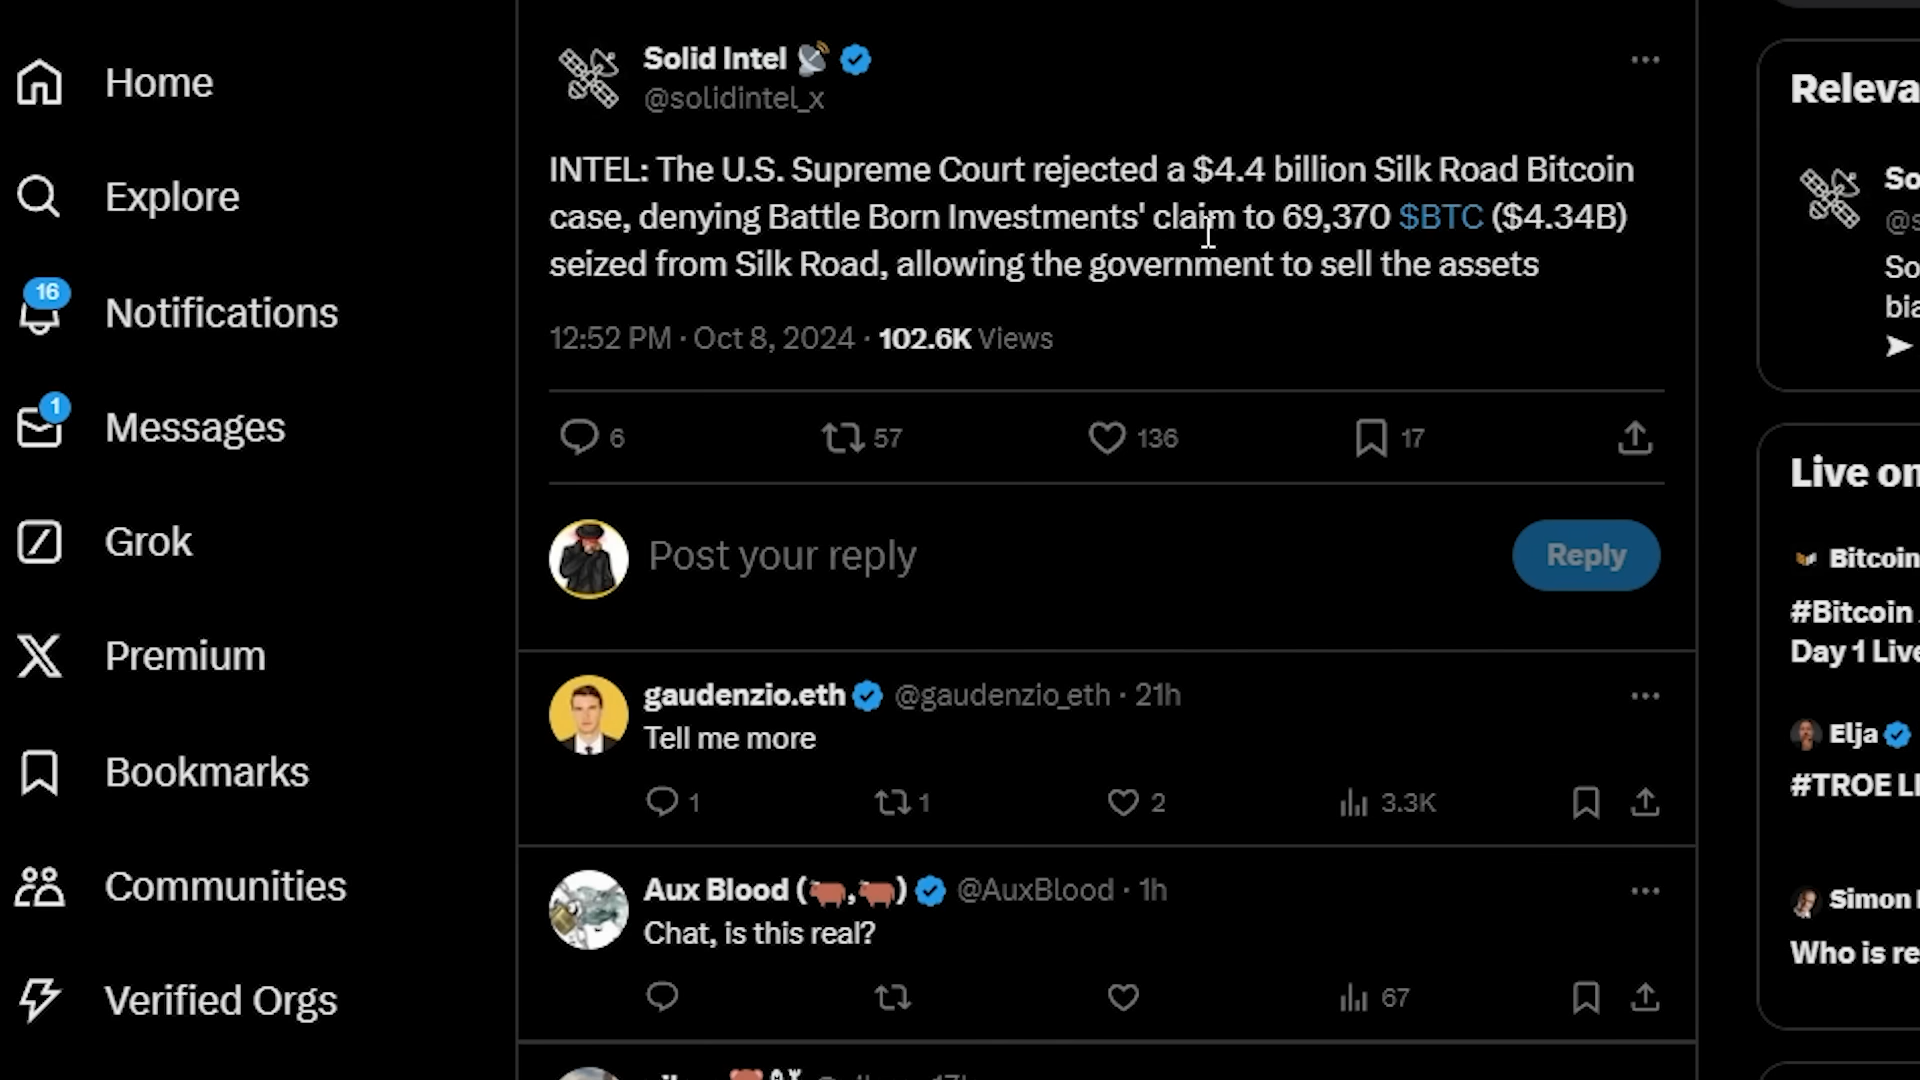 Home
Explore
16
Notifications
1
Messages
Grok
Premium
Bookmarks
Communities
Verified Orgs
Solid Intel
@solidintel_x
INTEL: The U.S. Supreme Court rejected a $4.4 billion Silk Road Bitcoin
case, denying Battle Born Investments' claim to 69,370 $BTC ($4.34B)
seized from Silk Road, allowing the government to sell the assets
12:52 PM · Oct 8, 2024 · 102.6K Views
6 57 136 17
Post your reply
Reply
gaudenzio.eth @gaudenzio_eth · 21h
Tell me more
1 1 2 3.3K
Aux Blood (🐂,🐂) @AuxBlood · 1h
Chat, is this real?
67
Releva
So
@s
So
bia
Live on
Bitcoin
#Bitcoin
Day 1 Live
Elja
#TROE LI
Simon
Who is re